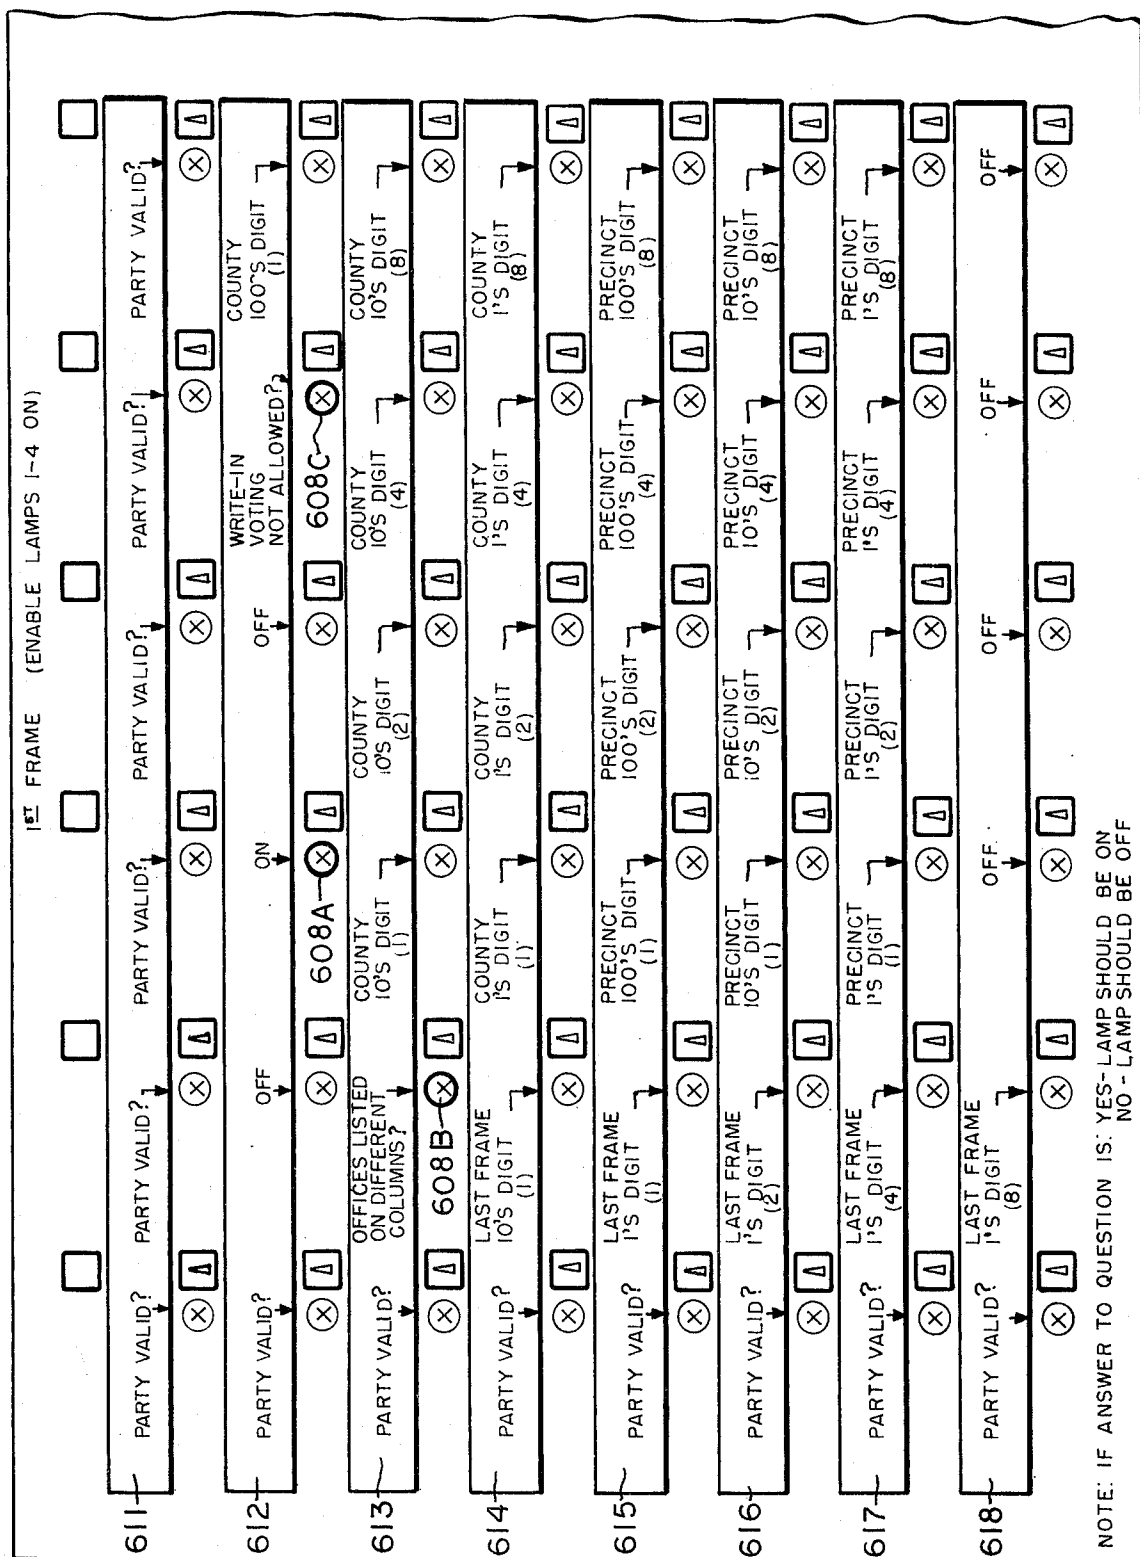 1ST FRAME (ENABLE LAMPS 1-4 ON)
611
PARTY VALID?
PARTY VALID?
PARTY VALID?
PARTY VALID?
PARTY VALID?
PARTY VALID?
612
PARTY VALID?
OFF
ON
OFF
WRITE-IN
VOTING
NOT ALLOWED?
COUNTY
100'S DIGIT
(1)
608A
608C
613
PARTY VALID?
OFFICES LISTED
ON DIFFERENT
COLUMNS?
COUNTY
10'S DIGIT
(1)
COUNTY
10'S DIGIT
(2)
COUNTY
10'S DIGIT
(4)
COUNTY
10'S DIGIT
(8)
608B
614
PARTY VALID?
LAST FRAME
10'S DIGIT
(1)
COUNTY
1'S DIGIT
(1)
COUNTY
1'S DIGIT
(2)
COUNTY
1'S DIGIT
(4)
COUNTY
1'S DIGIT
(8)
615
PARTY VALID?
LAST FRAME
1'S DIGIT
(1)
PRECINCT
100'S DIGIT
(1)
PRECINCT
100'S DIGIT
(2)
PRECINCT
100'S DIGIT
(4)
PRECINCT
100'S DIGIT
(8)
616
PARTY VALID?
LAST FRAME
1'S DIGIT
(2)
PRECINCT
10'S DIGIT
(1)
PRECINCT
10'S DIGIT
(2)
PRECINCT
10'S DIGIT
(4)
PRECINCT
10'S DIGIT
(8)
617
PARTY VALID?
LAST FRAME
1'S DIGIT
(4)
PRECINCT
1'S DIGIT
(1)
PRECINCT
1'S DIGIT
(2)
PRECINCT
1'S DIGIT
(4)
PRECINCT
1'S DIGIT
(8)
618
PARTY VALID?
LAST FRAME
1'S DIGIT
(8)
OFF
OFF
OFF
OFF
NOTE: IF ANSWER TO QUESTION IS: YES-LAMP SHOULD BE ON
NO-LAMP SHOULD BE OFF